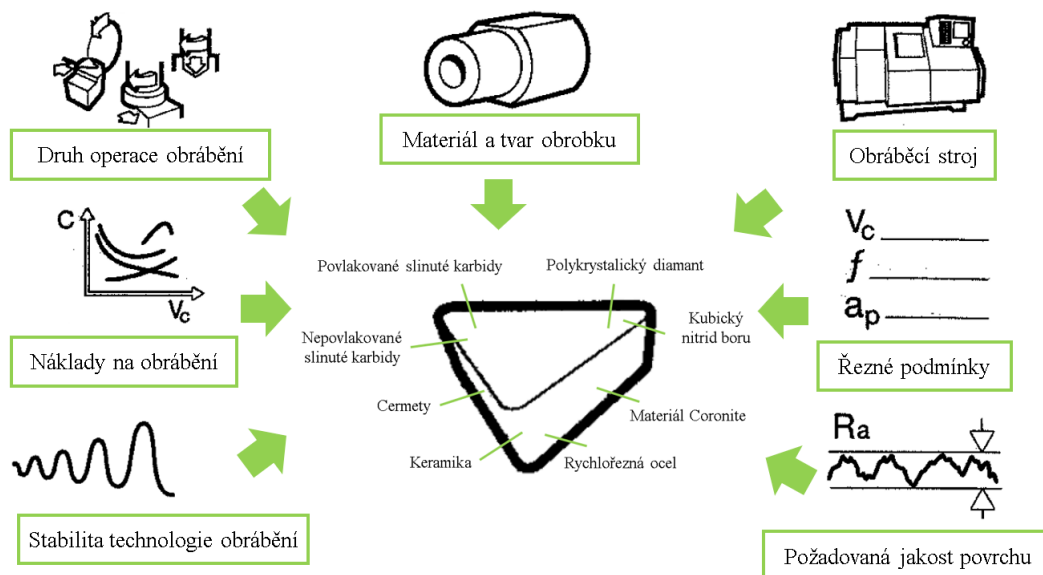 Druh operace obrábění
Materiál a tvar obrobku
Obráběcí stroj
C
Vc
Náklady na obrábění
Povlakované slinuté karbidy
Polykrystalický diamant
Nepovlakované
slinuté karbidy
Kubický
nitrid boru
Cermety
Materiál Coronite
Keramika
Rychlořezná ocel
Vc
f
ap
Řezné podmínky
Stabilita technologie obrábění
Ra
Požadovaná jakost povrchu